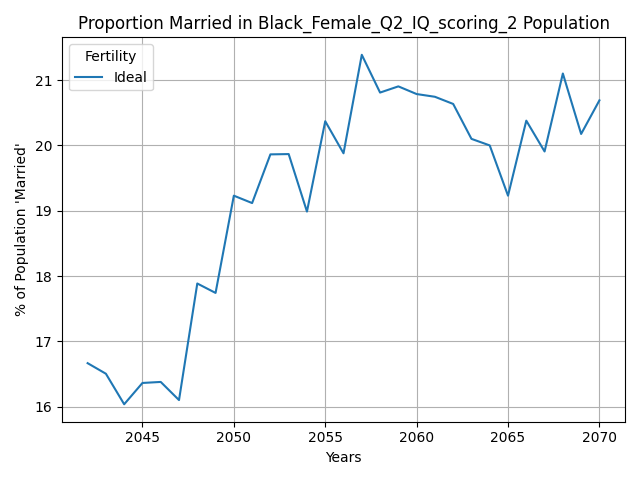 Proportion Married in Black_Female_Q2_IQ_scoring_2 Population
Fertility
Ideal
% of Population 'Married'
21
20
19
18
17
16
2045 2050 2055 2060 2065 2070
Years